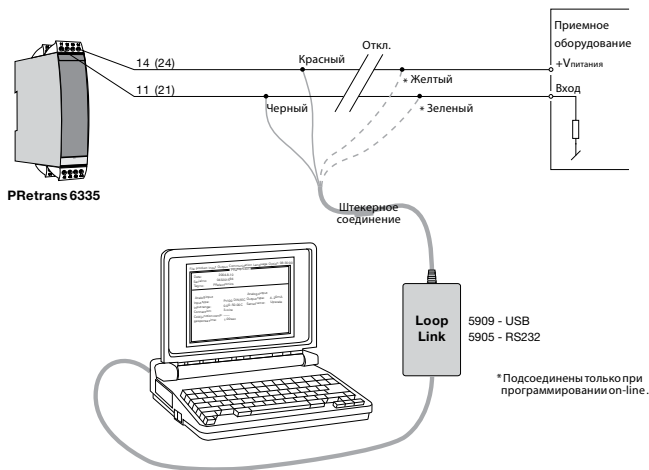 Приемное
оборудование
+Vпитания
Вход
Откл.
14 (24)
Красный
* Желтый
11 (21)
Черный
* Зеленый
PRetrans 6335
Штекерное
соединение
Loop
Link
5909 - USB
5905 - RS232
* Подсоединены только при
программировании on-line.